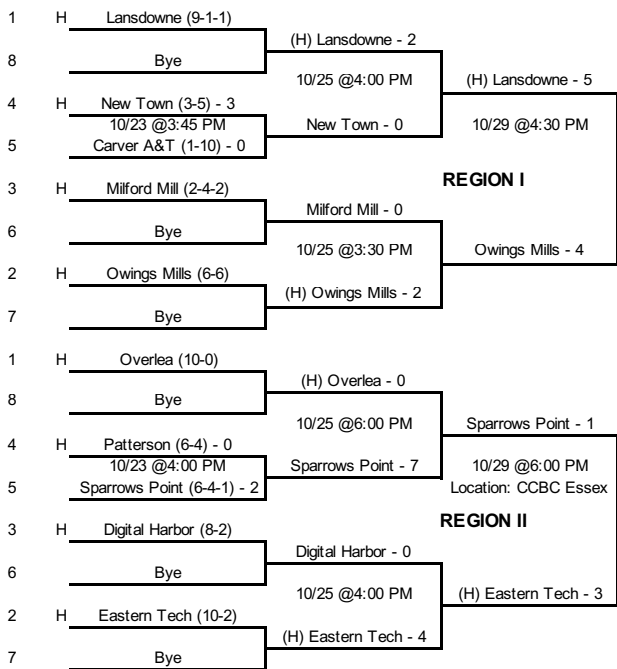 1 H Lansdowne (9-1-1)
(H) Lansdowne - 2
8 Bye
10/25 @4:00 PM
(H) Lansdowne - 5
4 H New Town (3-5) - 3
10/23 @3:45 PM
New Town - 0
10/29 @4:30 PM
5 Carver A&T (1-10) - 0
REGION I
3 H Milford Mill (2-4-2)
Milford Mill - 0
6 Bye
10/25 @3:30 PM
Owings Mills - 4
2 H Owings Mills (6-6)
(H) Owings Mills - 2
7 Bye
1 H Overlea (10-0)
(H) Overlea - 0
8 Bye
10/25 @6:00 PM
Sparrows Point - 1
4 H Patterson (6-4) - 0
10/23 @4:00 PM
Sparrows Point - 7
10/29 @6:00 PM
5 Sparrows Point (6-4-1) - 2
Location: CCBC Essex
REGION II
3 H Digital Harbor (8-2)
Digital Harbor - 0
6 Bye
10/25 @4:00 PM
(H) Eastern Tech - 3
2 H Eastern Tech (10-2)
(H) Eastern Tech - 4
7 Bye